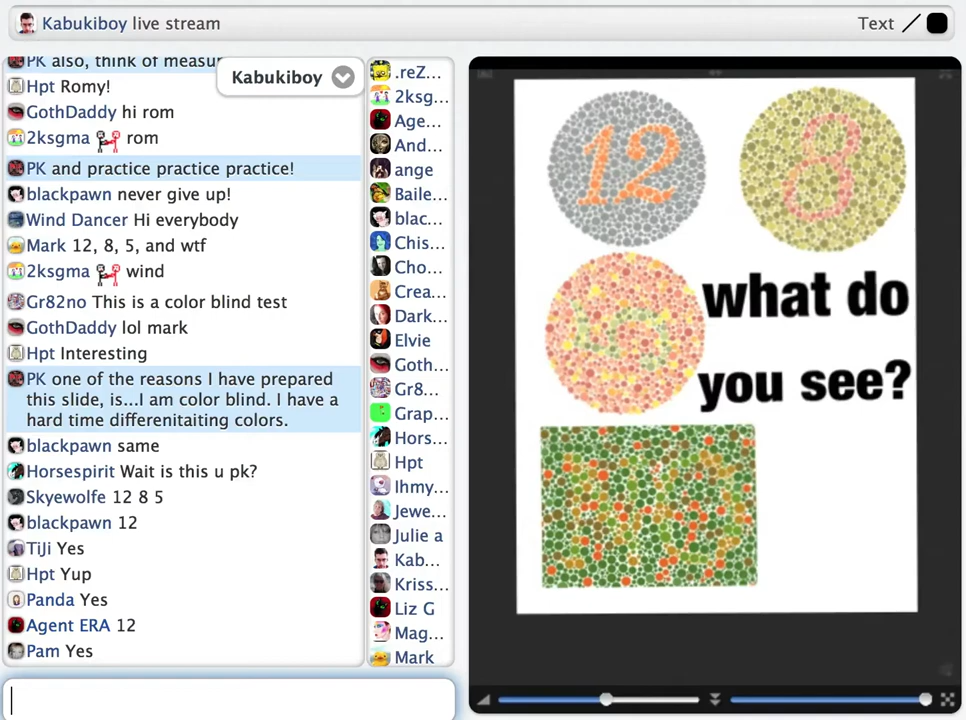 Kabukiboy live stream
Text
PK also, think of measu
Kabukiboy
Hpt Romy!
GothDaddy hi rom
2ksgma rom
PK and practice practice practice!
blackpawn never give up!
Wind Dancer Hi everybody
Mark 12, 8, 5, and wtf
2ksgma wind
Gr82no This is a color blind test
GothDaddy lol mark
Hpt Interesting
PK one of the reasons I have prepared
this slide, is...I am color blind. I have a
hard time differenitaiting colors.
blackpawn same
Horsespirit Wait is this u pk?
Skyewolfe 12 8 5
blackpawn 12
TiJi Yes
Hpt Yup
Panda Yes
Agent ERA 12
Pam Yes
.reZ...
2ksg...
Age...
And...
ange
Baile...
blac...
Chis...
Cho...
Crea...
Dark...
Elvie
Goth...
Gr8...
Grap...
Hors...
Hpt
Ihmy...
Jewe...
Julie a
Kab...
Kriss...
Liz G
Mag...
Mark
12
8
5
what do
you see?